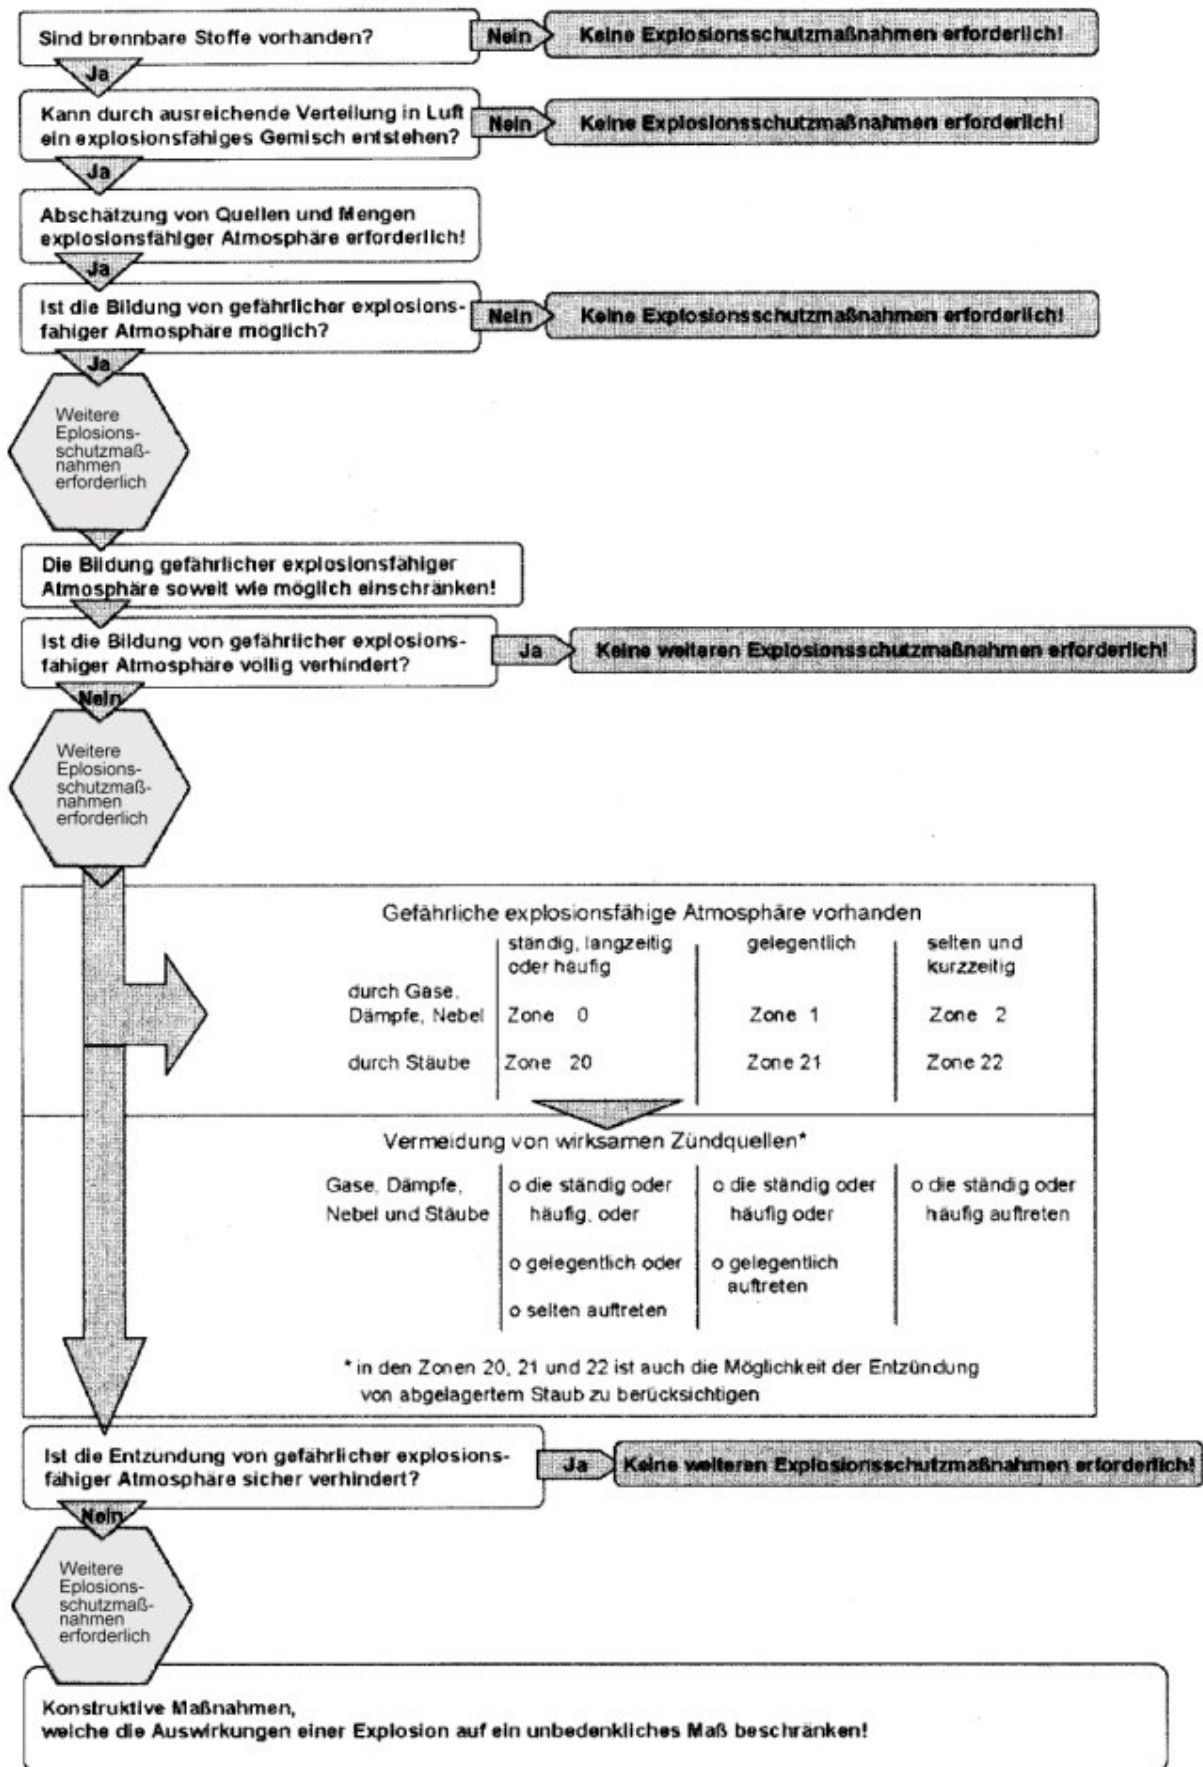 Sind brennbare Stoffe vorhanden?
Nein
Keine Explosionsschutzmaßnahmen erforderlich!
Ja
Kann durch ausreichende Verteilung in Luft
ein explosionsfähiges Gemisch entstehen?
Nein
Keine Explosionsschutzmaßnahmen erforderlich!
Ja
Abschätzung von Quellen und Mengen
explosionsfähiger Atmosphäre erforderlich!
Ja
Ist die Bildung von gefährlicher explosions-
fähiger Atmosphäre möglich?
Nein
Keine Explosionsschutzmaßnahmen erforderlich!
Ja
Weitere
Eplosions-
schutzmaß-
nahmen
erforderlich
Die Bildung gefährlicher explosionsfähiger
Atmosphäre soweit wie möglich einschränken!
Ist die Bildung von gefährlicher explosions-
fähiger Atmosphäre völlig verhindert?
Ja
Keine weiteren Explosionsschutzmaßnahmen erforderlich!
Nein
Weitere
Eplosions-
schutzmaß-
nahmen
erforderlich
Gefährliche explosionsfähige Atmosphäre vorhanden
ständig, langzeitig
oder häufig
gelegentlich
selten und
kurzzeitig
durch Gase,
Dämpfe, Nebel
Zone 0
Zone 1
Zone 2
durch Stäube
Zone 20
Zone 21
Zone 22
Vermeidung von wirksamen Zündquellen*
Gase, Dämpfe,
Nebel und Stäube
o die ständig oder
häufig, oder
o gelegentlich oder
o selten auftreten
o die ständig oder
häufig oder
o gelegentlich
auftreten
o die ständig oder
häufig auftreten
* in den Zonen 20, 21 und 22 ist auch die Möglichkeit der Entzündung
von abgelagertem Staub zu berücksichtigen
Ist die Entzündung von gefährlicher explosions-
fähiger Atmosphäre sicher verhindert?
Ja
Keine weiteren Explosionsschutzmaßnahmen erforderlich!
Nein
Weitere
Eplosions-
schutzmaß-
nahmen
erforderlich
Konstruktive Maßnahmen,
welche die Auswirkungen einer Explosion auf ein unbedenkliches Maß beschränken!